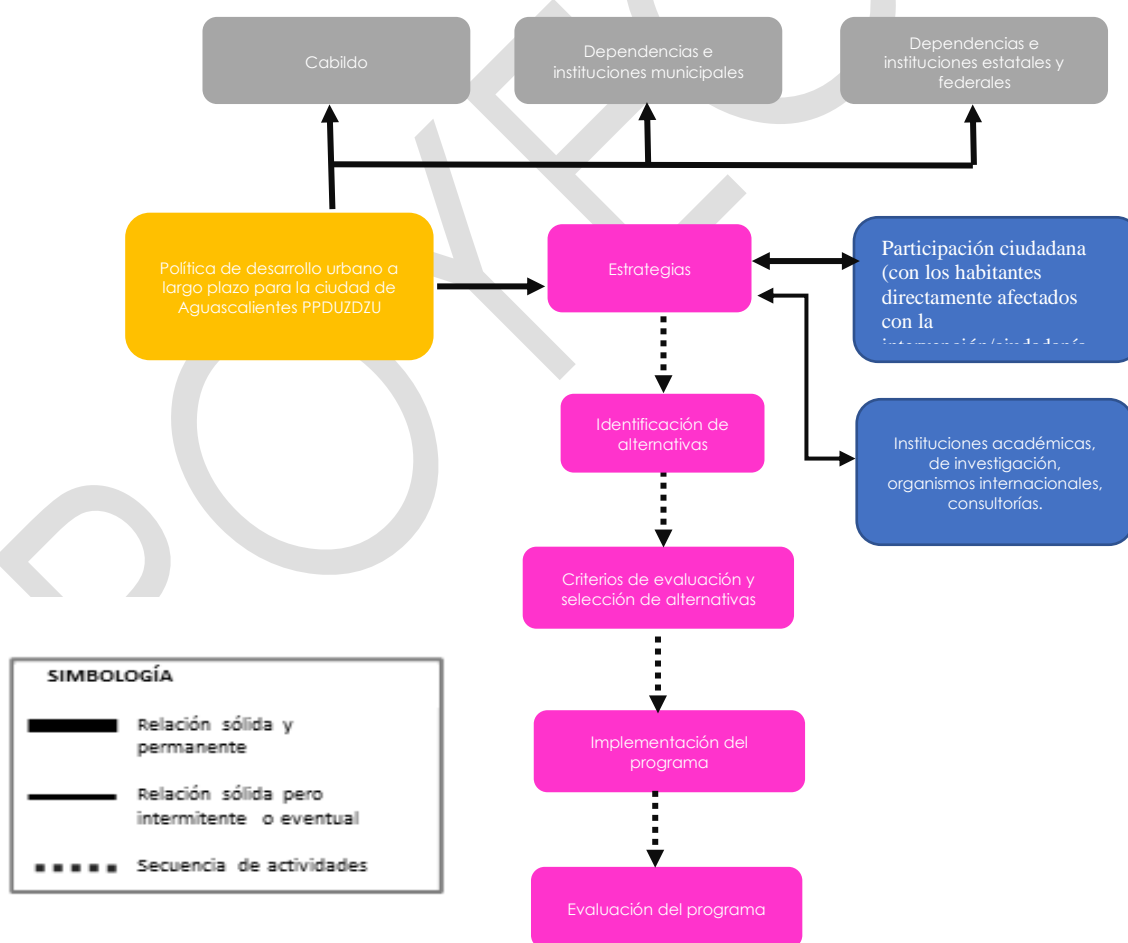 Cabildo
Dependencias e
instituciones municipales
Dependencias e
instituciones estatales y
federales
Política de desarrollo urbano a
largo plazo para la ciudad de
Aguascalientes PPDUZDZU
Estrategias
Participación ciudadana
(con los habitantes
directamente afectados
con la
Identificación de
alternativas
Instituciones académicas,
de investigación,
organismos internacionales,
consultorías.
Criterios de evaluación y
selección de alternativas
SIMBOLOGÍA
Relación sólida y
permanente
Relación sólida pero
intermitente o eventual
Secuencia de actividades
Implementación del
programa
Evaluación del programa